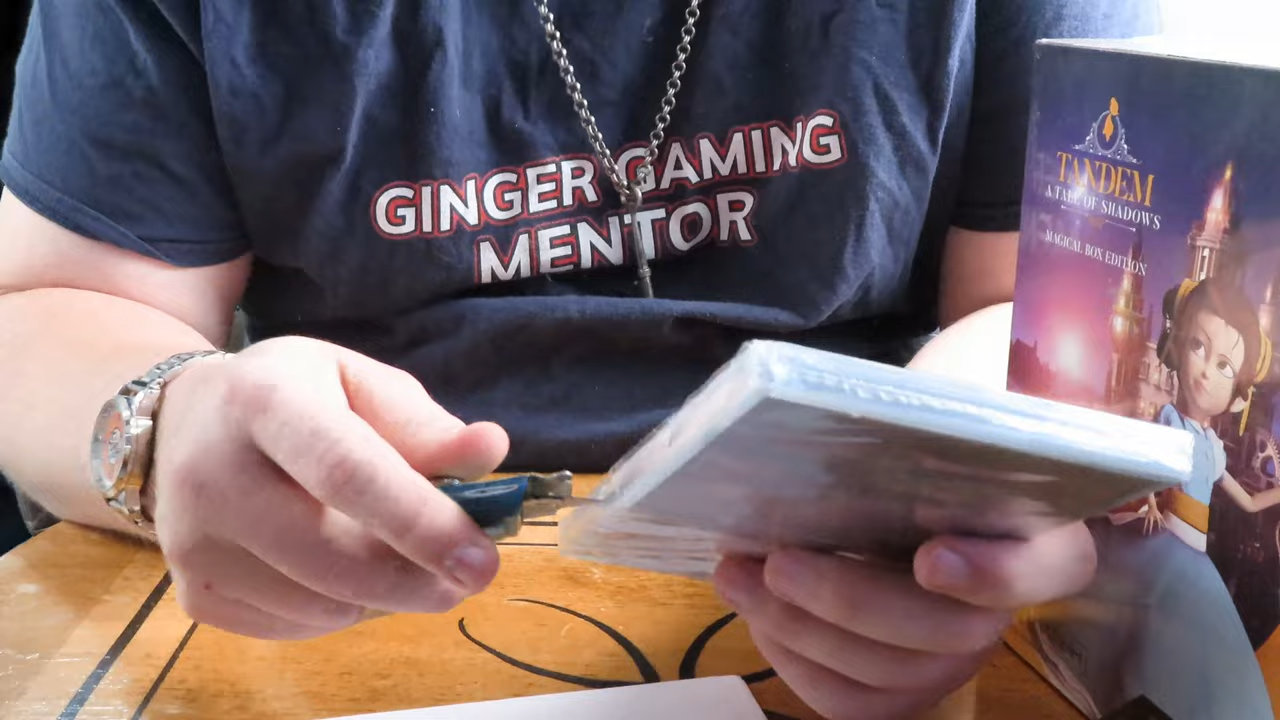 GINGER GAMING
MENTOR
TANDEM
A TALE OF SHADOWS
MAGICAL BOX EDITION